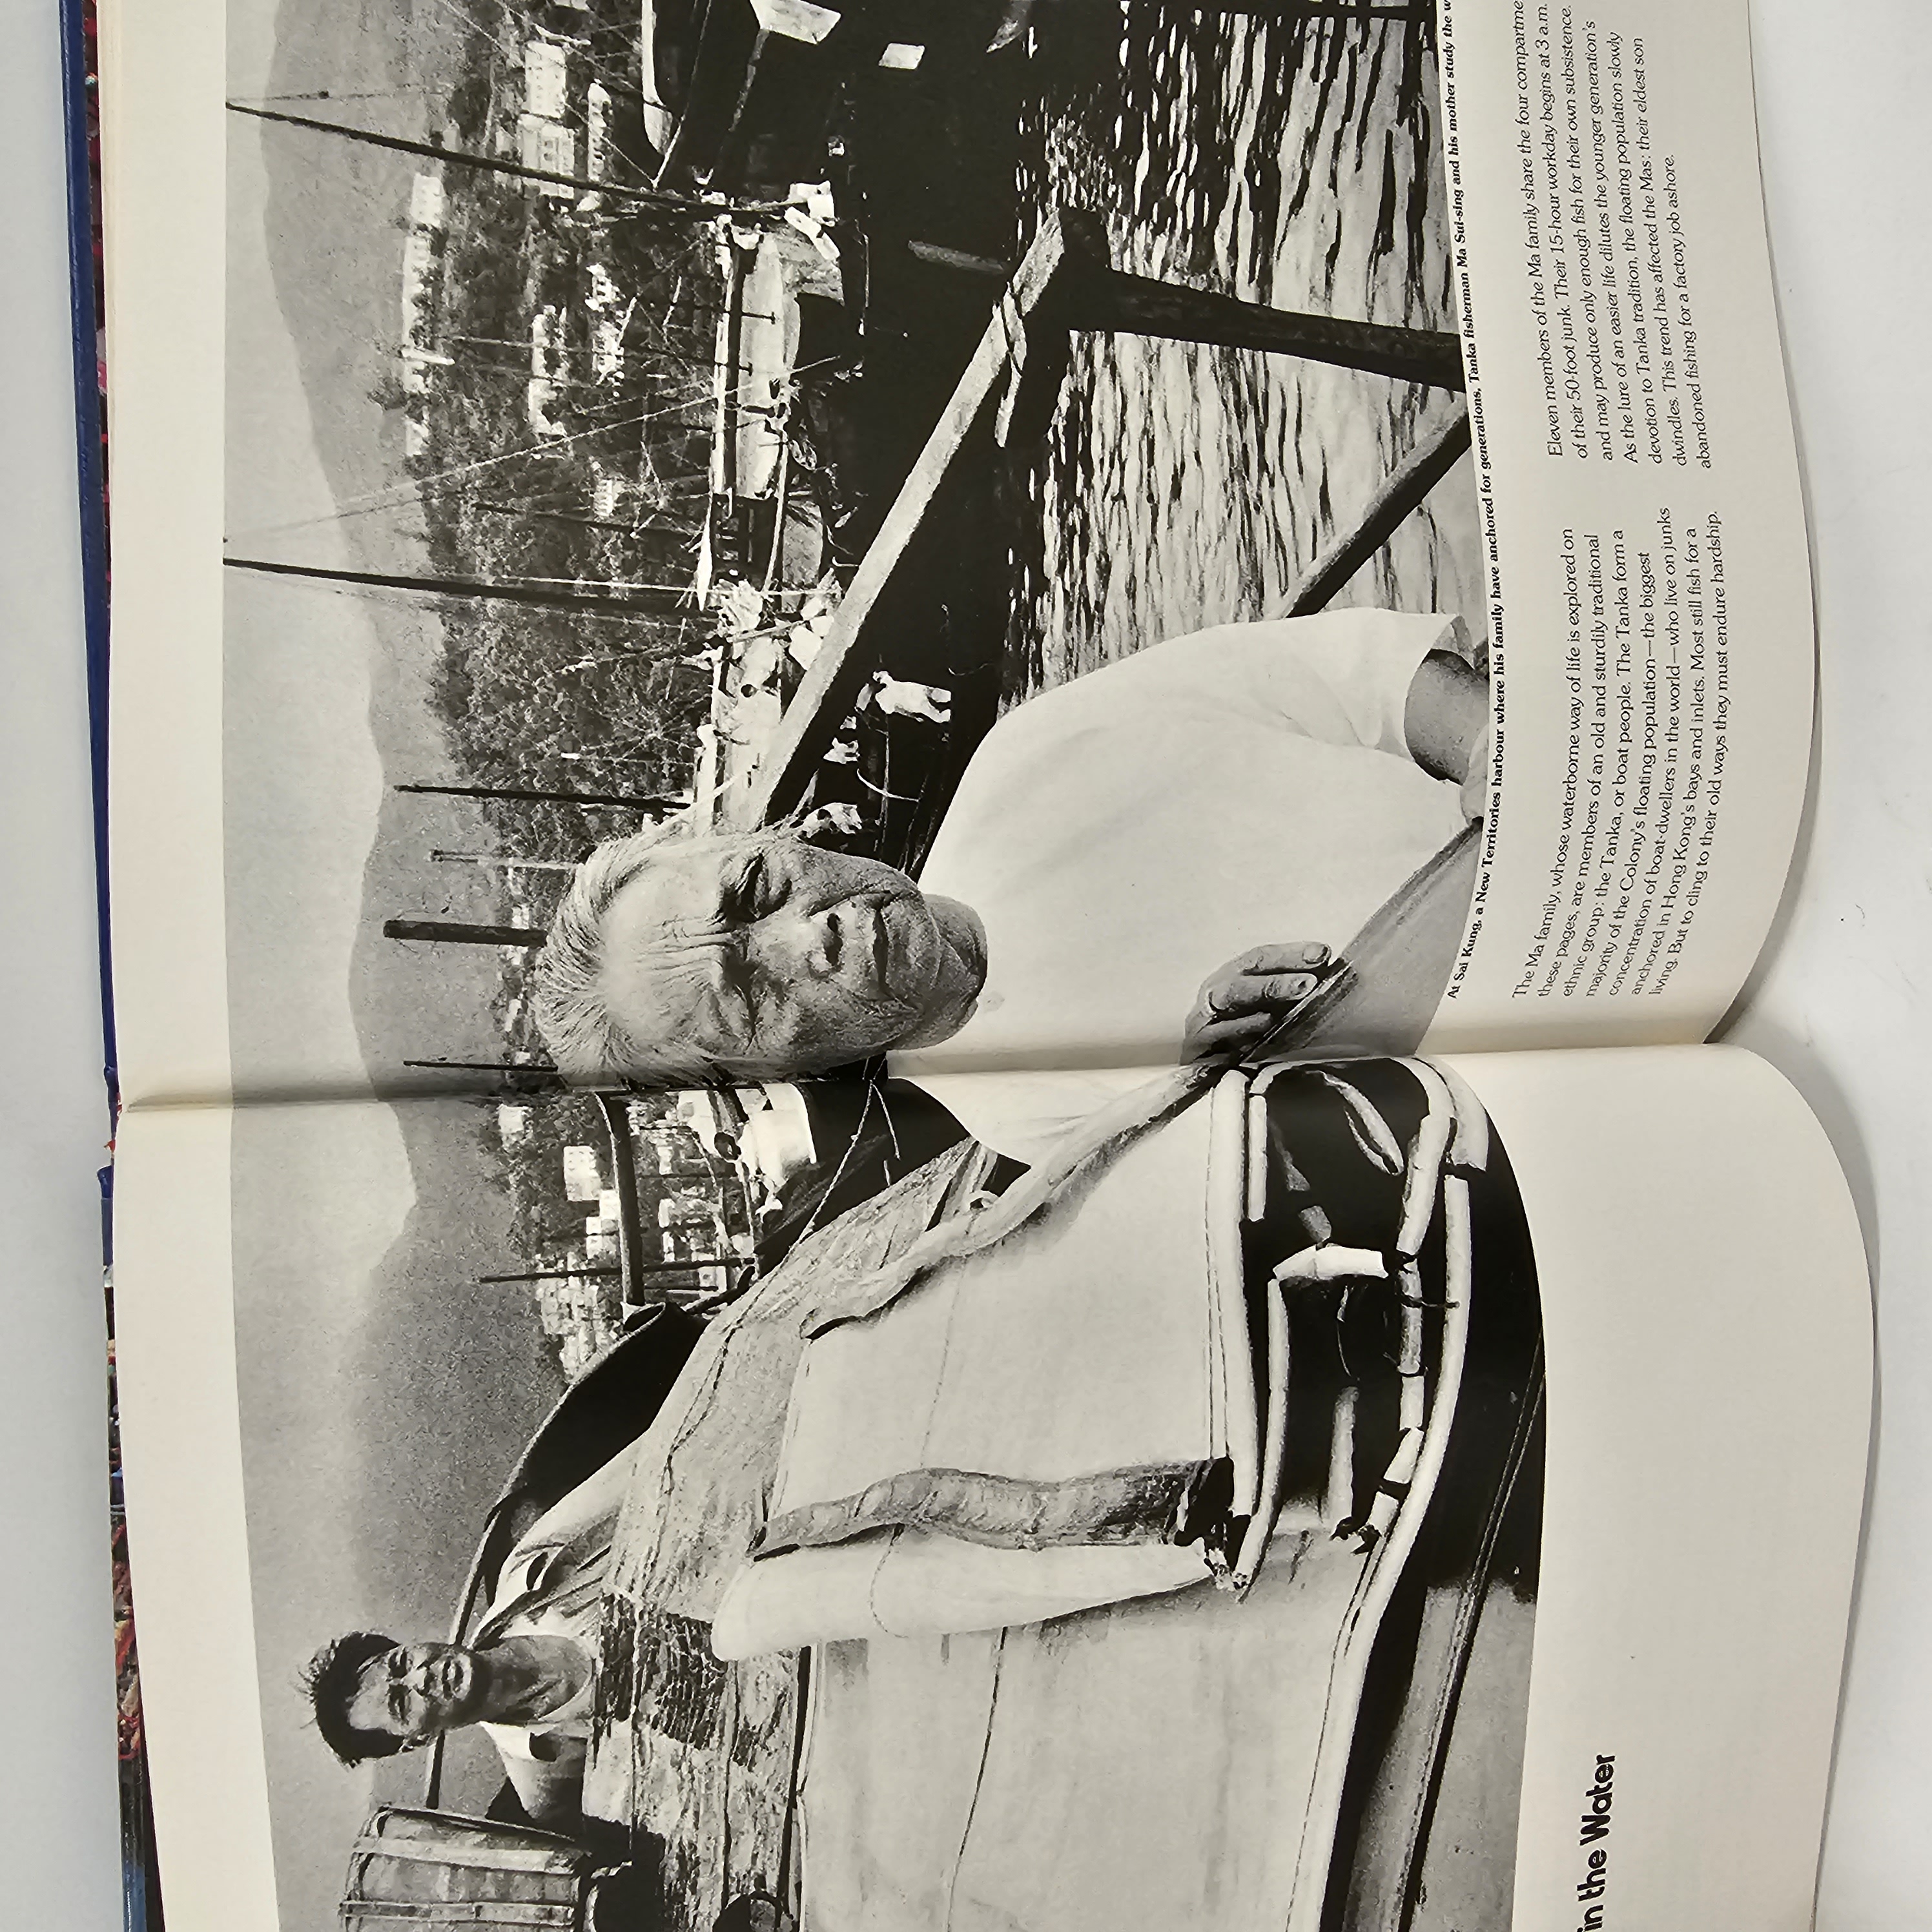 in the Water
At Sai Kung, a New Territories harbour where his family have anchored for generations, Tanka fisherman Ma Sui-sing and his mother study the
The Ma family, whose waterborne way of life is explored on
these pages, are members of an old and sturdily traditional
ethnic group: the Tanka, or boat people. The Tanka form a
majority of the Colony's floating population—the biggest
concentration of boat-dwellers in the world—who live on junks
anchored in Hong Kong's bays and inlets. Most still fish for a
living. But to cling to their old ways they must endure hardship.
Eleven members of the Ma family share the four
of their 50-foot junk. Their 15-hour workday begins at 3 a.m.
and may produce only enough fish for their own subsistence.
As the lure of an easier life dilutes the younger generation's
devotion to Tanka tradition, the floating population slowly
dwindles. This trend has affected the Mas: their eldest son
abandoned fishing for a factory job ashore.